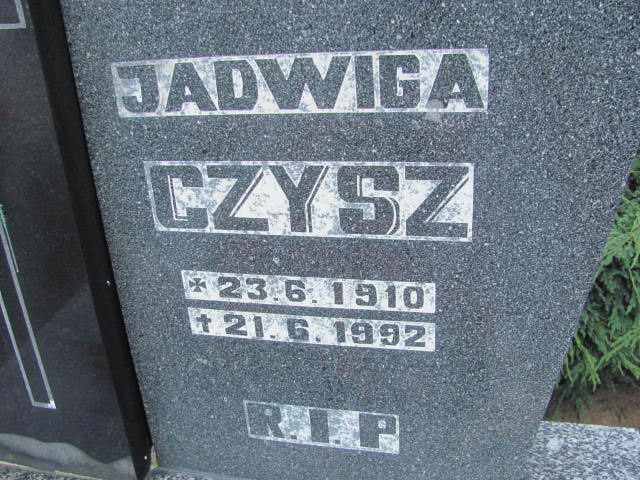 JADWIGA
CZYSZ
✠ 23.6.1910
† 21.6.1992
R.I.P